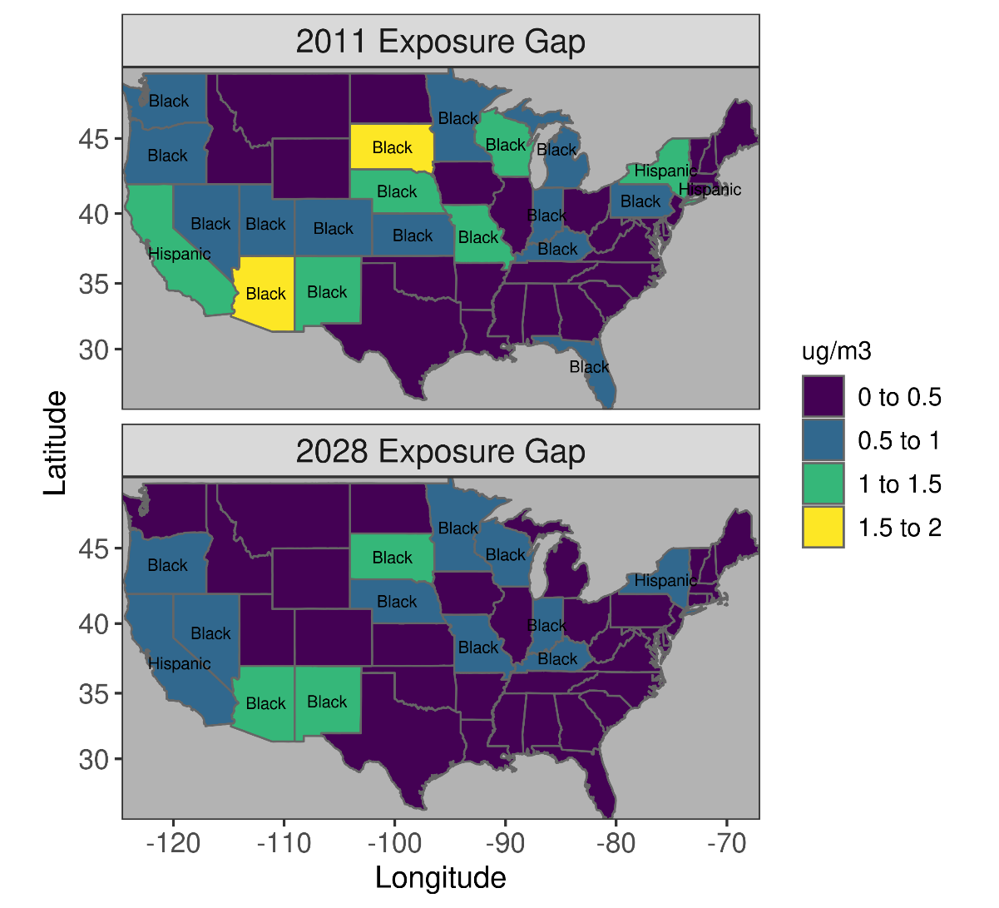 2011 Exposure Gap
Black
Black
Black
Black
Black
Black
Black
Hispanic
Black
Hispanic
Black
Black
Black
Black
Black
Black
Black
Black
Hispanic
Black
Black
Black
45
40
35
30
2028 Exposure Gap
Black
Black
Black
Black
Hispanic
Black
Black
Black
Black
Black
Hispanic
Black
Black
Black
45
40
35
30
-120
-110
-100
-90
-80
-70
Longitude
Latitude
ug/m3
0 to 0.5
0.5 to 1
1 to 1.5
1.5 to 2